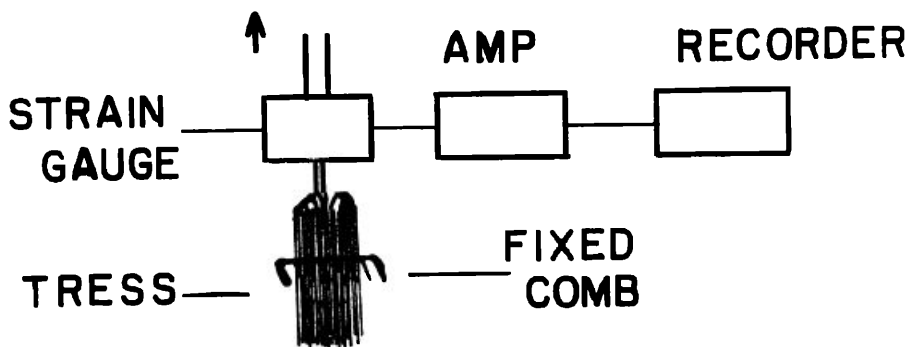 AMP
RECORDER
STRAIN
GAUGE
FIXED
COMB
TRESS